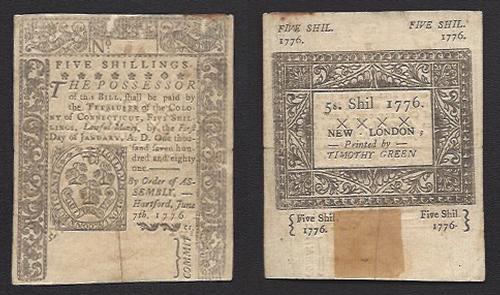 No.
FIVE SHILLINGS.
THE POSSESSOR
of this BILL, shall be paid by
the TREASURER of the COLO-
NY of CONNECTICUT, FIVE SHIL-
LINGS, Lawful Money, by the First
Day of JANUARY, A. D. One thou-
sand seven hun-
dred and eighty
one.
By Order of AS-
SEMBLY.
Hartford, June
7th, 1776.
5s.
COMMIT
FIVE SHIL.
1776.
FIVE SHIL.
1776.
5s. Shil 1776.
X X X X
NEW LONDON;
Printed by
TIMOTHY GREEN
Five Shil
1776.
Five Shil.
1776.